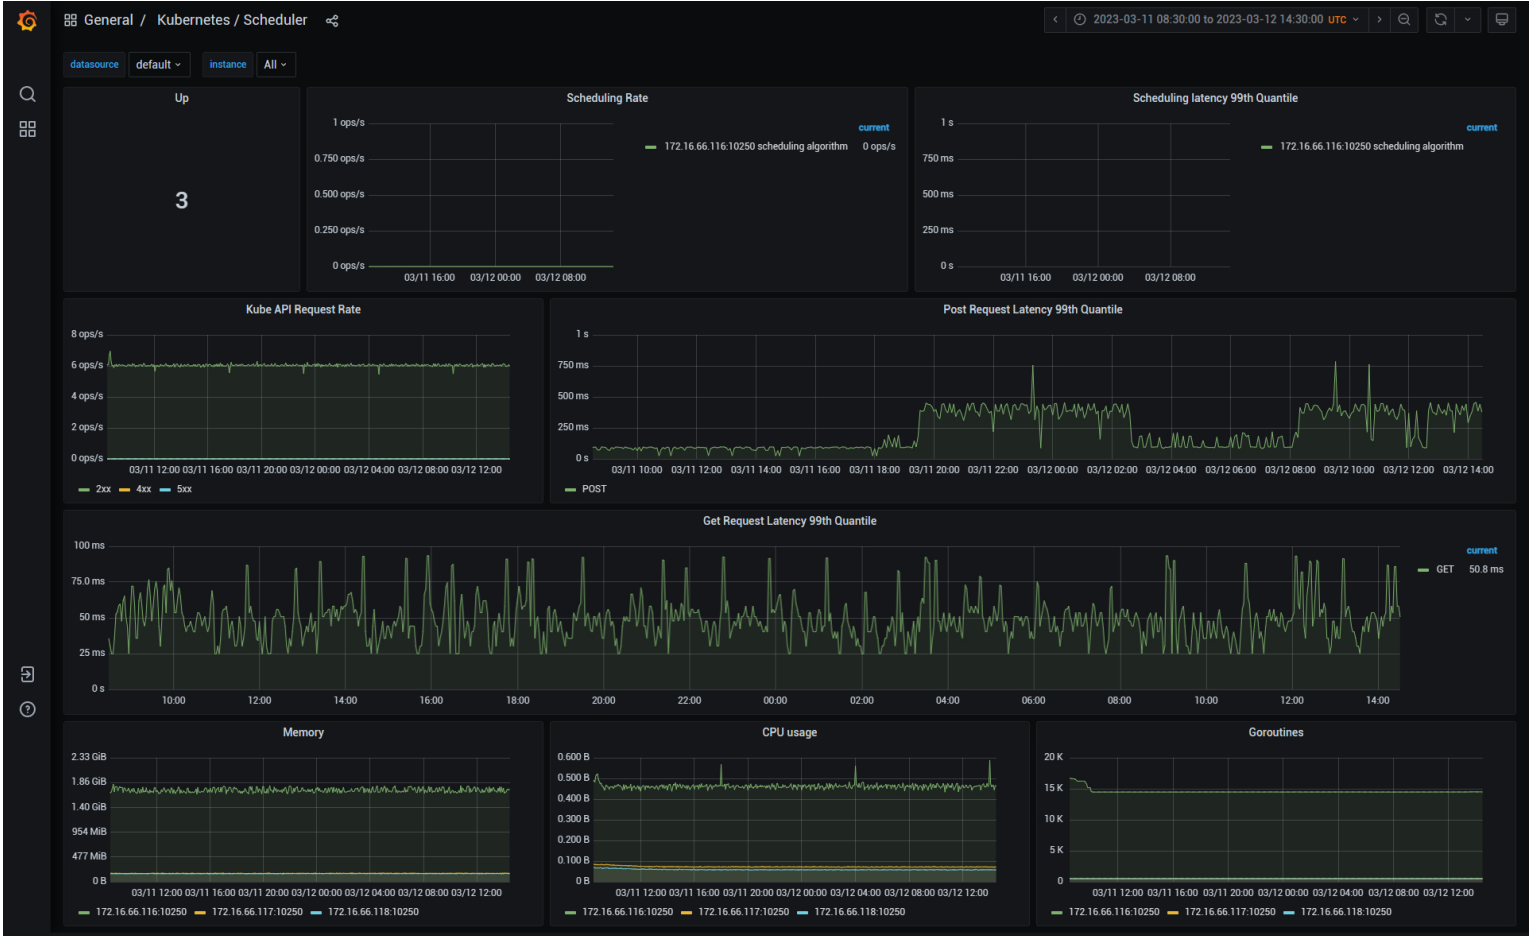 General / Kubernetes / Scheduler
2023-03-11 08:30:00 to 2023-03-12 14:30:00 UTC
datasource default instance All
Up
3
Scheduling Rate
1 ops/s
0.750 ops/s
0.500 ops/s
0.250 ops/s
0 ops/s
03/11 16:00 03/12 00:00 03/12 08:00
current
172.16.66.116:10250 scheduling algorithm 0 ops/s
Scheduling latency 99th Quantile
1 s
750 ms
500 ms
250 ms
0 s
03/11 16:00 03/12 00:00 03/12 08:00
current
172.16.66.116:10250 scheduling algorithm
Kube API Request Rate
8 ops/s
6 ops/s
4 ops/s
2 ops/s
0 ops/s
03/11 12:00 03/11 16:00 03/11 20:00 03/12 00:00 03/12 04:00 03/12 08:00 03/12 12:00
2xx 4xx 5xx
Post Request Latency 99th Quantile
1 s
750 ms
500 ms
250 ms
0 s
03/11 10:00 03/11 12:00 03/11 14:00 03/11 16:00 03/11 18:00 03/11 20:00 03/11 22:00 03/12 00:00 03/12 02:00 03/12 04:00 03/12 06:00 03/12 08:00 03/12 10:00 03/12 12:00 03/12 14:00
POST
Get Request Latency 99th Quantile
100 ms
75.0 ms
50 ms
25 ms
0 s
10:00 12:00 14:00 16:00 18:00 20:00 22:00 00:00 02:00 04:00 06:00 08:00 10:00 12:00 14:00
current
GET 50.8 ms
Memory
2.33 GiB
1.86 GiB
1.40 GiB
954 MiB
477 MiB
0 B
03/11 12:00 03/11 16:00 03/11 20:00 03/12 00:00 03/12 04:00 03/12 08:00 03/12 12:00
172.16.66.116:10250 172.16.66.117:10250 172.16.66.118:10250
CPU usage
0.600 B
0.500 B
0.400 B
0.300 B
0.200 B
0.100 B
0 B
03/11 12:00 03/11 16:00 03/11 20:00 03/12 00:00 03/12 04:00 03/12 08:00 03/12 12:00
172.16.66.116:10250 172.16.66.117:10250 172.16.66.118:10250
Goroutines
20 K
15 K
10 K
5 K
0
03/11 12:00 03/11 16:00 03/11 20:00 03/12 00:00 03/12 04:00 03/12 08:00 03/12 12:00
172.16.66.116:10250 172.16.66.117:10250 172.16.66.118:10250